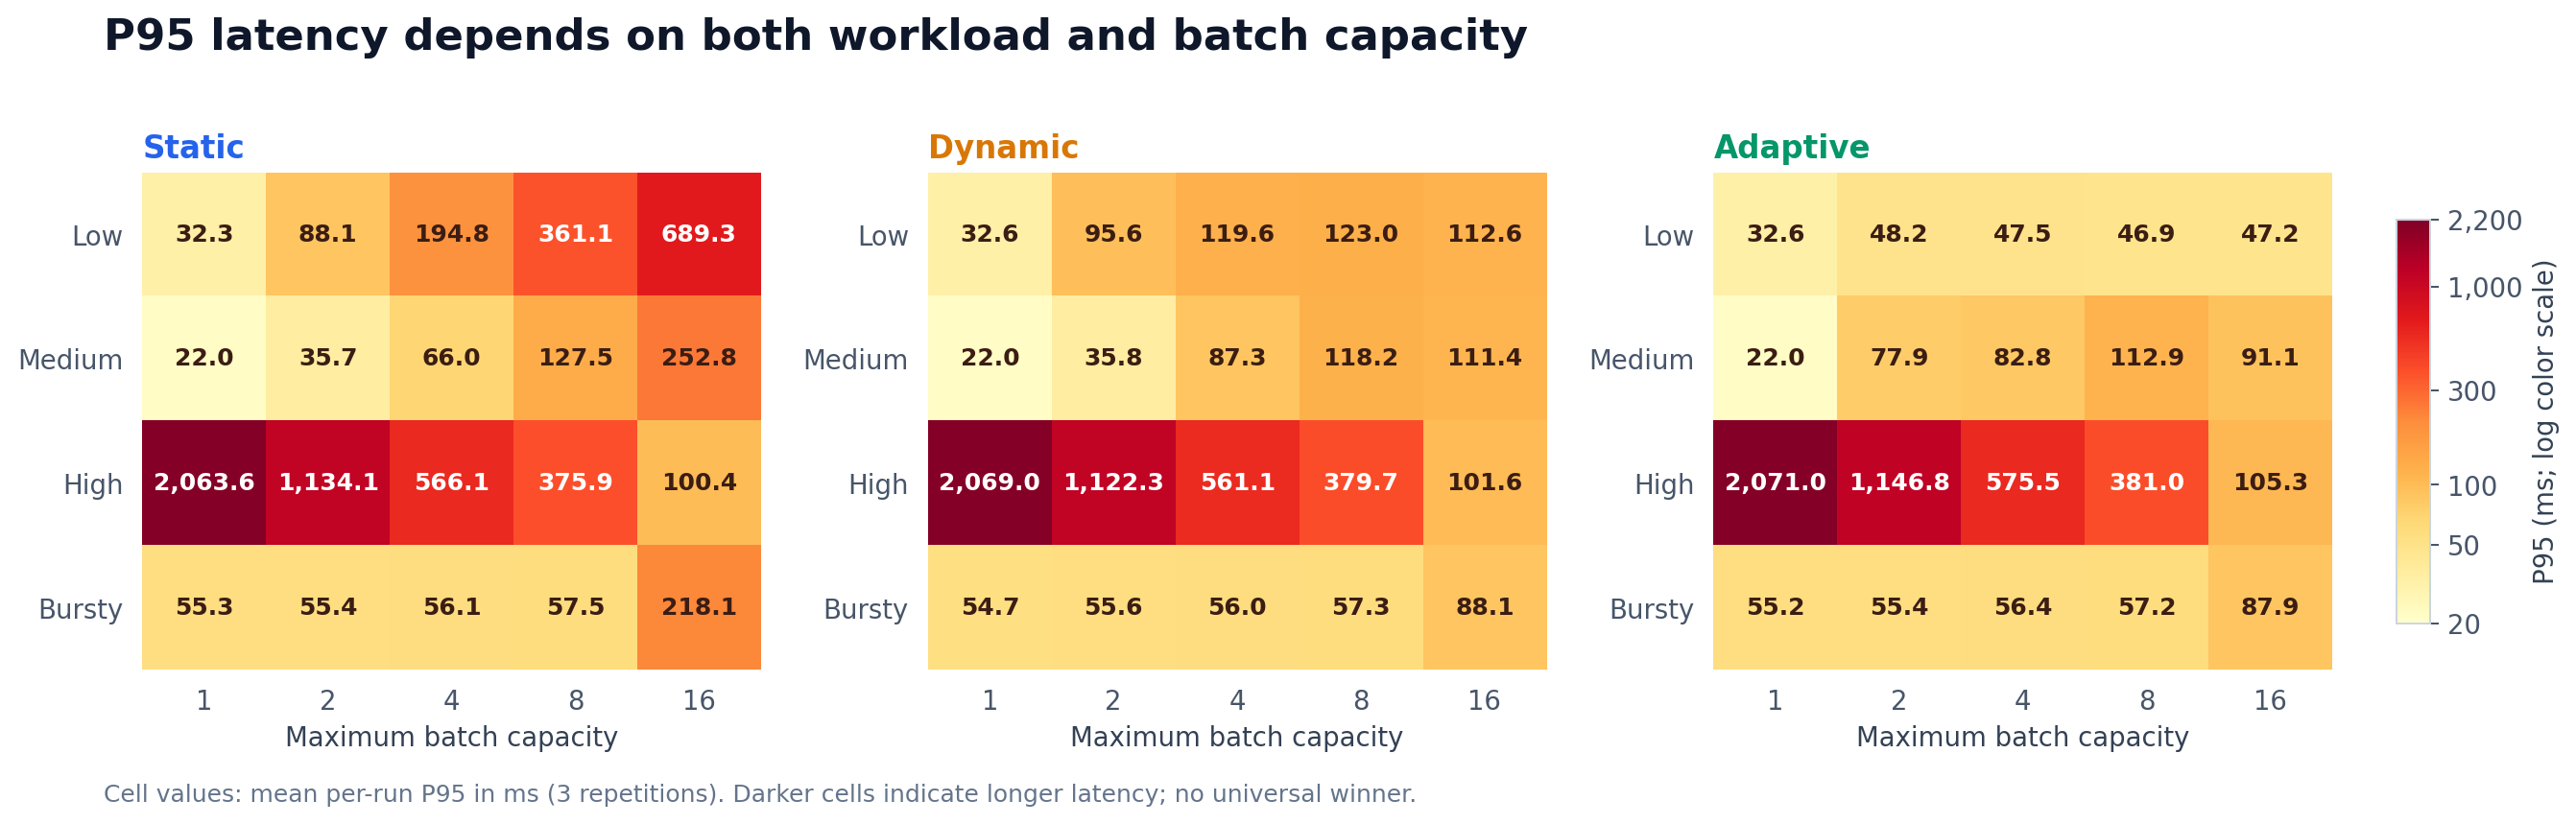 P95 latency depends on both workload and batch capacity
Static
Low 32.3 88.1 194.8 361.1 689.3
Medium 22.0 35.7 66.0 127.5 252.8
High 2,063.6 1,134.1 566.1 375.9 100.4
Bursty 55.3 55.4 56.1 57.5 218.1
1 2 4 8 16
Maximum batch capacity
Dynamic
Low 32.6 95.6 119.6 123.0 112.6
Medium 22.0 35.8 87.3 118.2 111.4
High 2,069.0 1,122.3 561.1 379.7 101.6
Bursty 54.7 55.6 56.0 57.3 88.1
1 2 4 8 16
Maximum batch capacity
Adaptive
Low 32.6 48.2 47.5 46.9 47.2
Medium 22.0 77.9 82.8 112.9 91.1
High 2,071.0 1,146.8 575.5 381.0 105.3
Bursty 55.2 55.4 56.4 57.2 87.9
1 2 4 8 16
Maximum batch capacity
2,200
1,000
300
100
50
20
P95 (ms; log color scale)
Cell values: mean per-run P95 in ms (3 repetitions). Darker cells indicate longer latency; no universal winner.